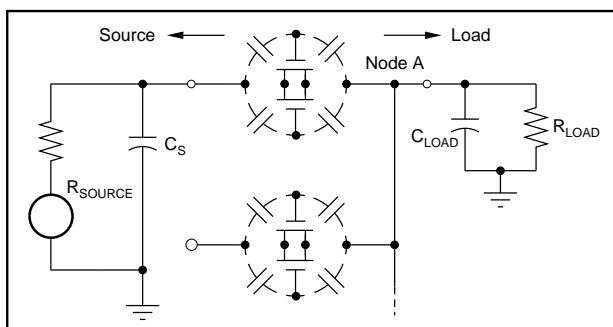 Source
Load
Node A
C_S
R_SOURCE
C_LOAD
R_LOAD